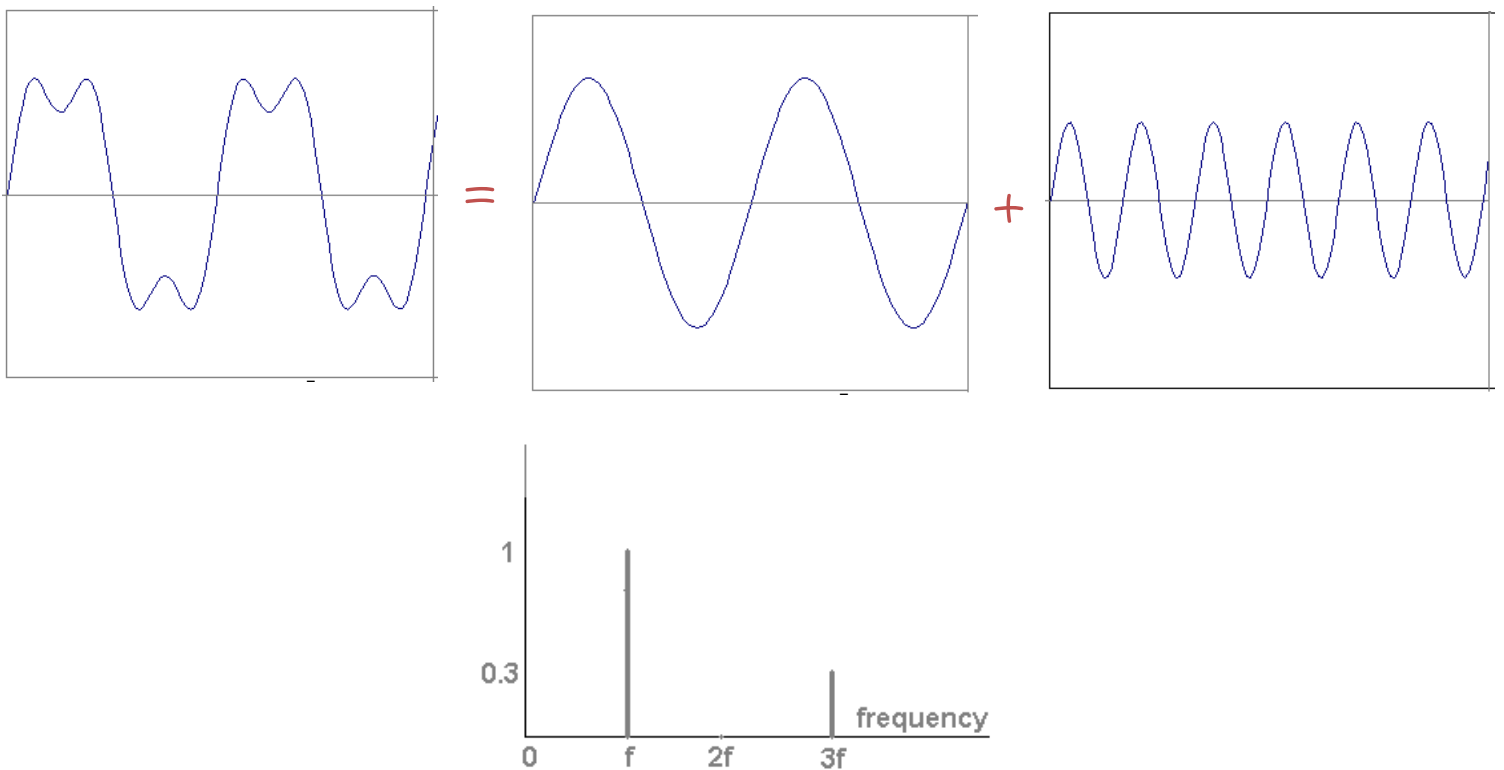 =
+
1
0.3
frequency
0 f 2f 3f